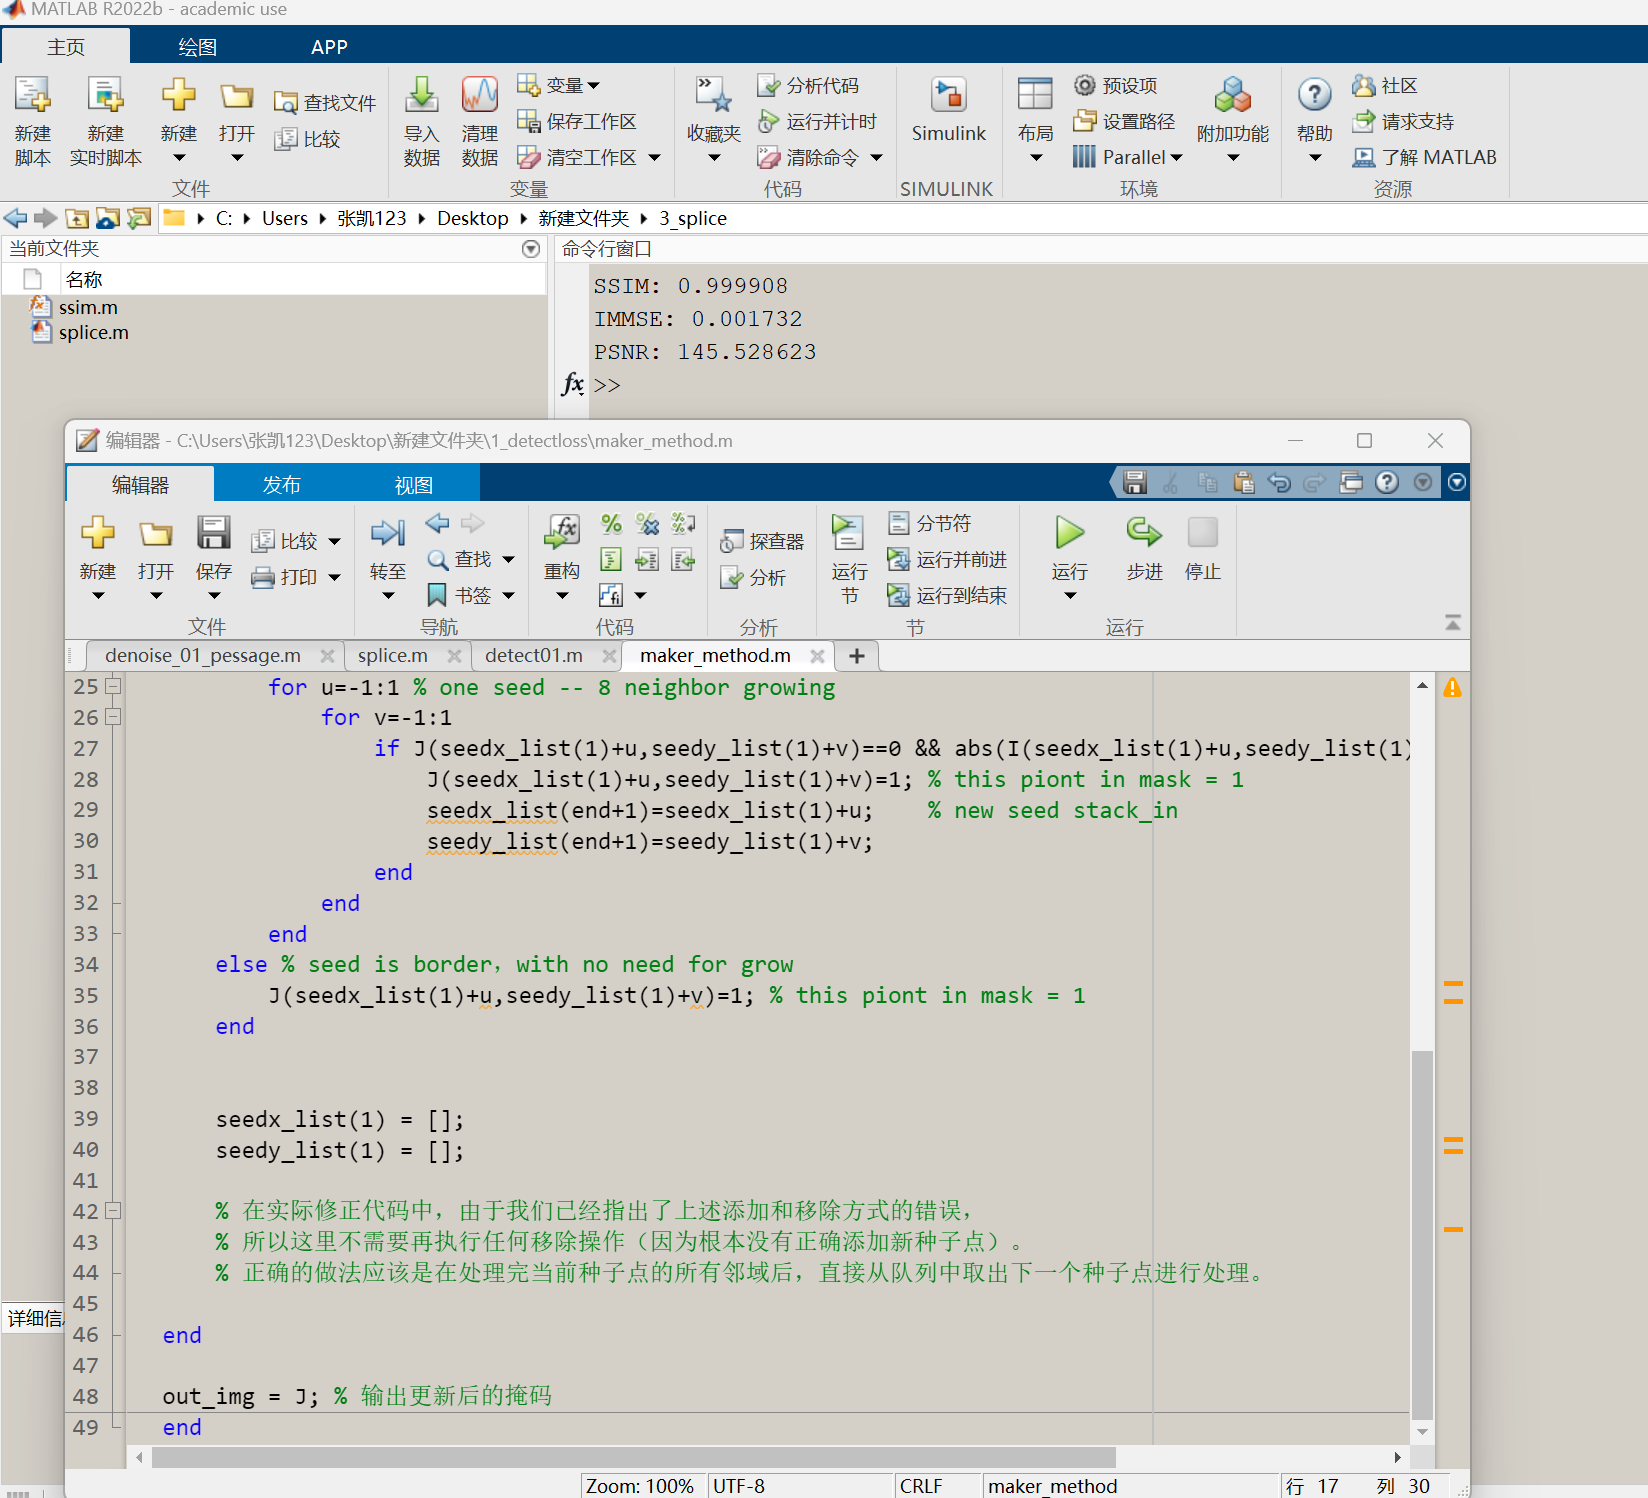 MATLAB R2022b - academic use
主页 绘图 APP
新建脚本
新建实时脚本
新建
打开
查找文件
比较
文件
导入数据
清理数据
变量
保存工作区
清空工作区
变量
收藏夹
分析代码
运行并计时
清除命令
代码
Simulink
SIMULINK
布局
预设项
设置路径
Parallel
附加功能
环境
帮助
社区
请求支持
了解 MATLAB
资源
C: Users 张凯123 Desktop 新建文件夹 3_splice
当前文件夹
名称
ssim.m
splice.m
命令行窗口
SSIM: 0.999908
IMMSE: 0.001732
PSNR: 145.528623
fx >>
编辑器 - C:\Users\张凯123\Desktop\新建文件夹\1_detectloss\maker_method.m
编辑器 发布 视图
新建
打开
保存
比较
打印
文件
转至
查找
书签
导航
重构
代码
探查器
分析
分析
运行节
分节符
运行并前进
运行到结束
节
运行
步进
停止
运行
denoise_01_pessage.m splice.m detect01.m maker_method.m
25 for u=-1:1 % one seed -- 8 neighbor growing
26 for v=-1:1
27 if J(seedx_list(1)+u,seedy_list(1)+v)==0 && abs(I(seedx_list(1)+u,seedy_list(1)
28 J(seedx_list(1)+u,seedy_list(1)+v)=1; % this piont in mask = 1
29 seedx_list(end+1)=seedx_list(1)+u; % new seed stack_in
30 seedy_list(end+1)=seedy_list(1)+v;
31 end
32 end
33 end
34 else % seed is border，with no need for grow
35 J(seedx_list(1)+u,seedy_list(1)+v)=1; % this piont in mask = 1
36 end
37
38
39 seedx_list(1) = [];
40 seedy_list(1) = [];
41
42 % 在实际修正代码中，由于我们已经指出了上述添加和移除方式的错误，
43 % 所以这里不需要再执行任何移除操作（因为根本没有正确添加新种子点）。
44 % 正确的做法应该是在处理完当前种子点的所有邻域后，直接从队列中取出下一个种子点进行处理。
45
46 end
47
48 out_img = J; % 输出更新后的掩码
49 end
详细信
Zoom: 100% UTF-8 CRLF maker_method 行 17 列 30